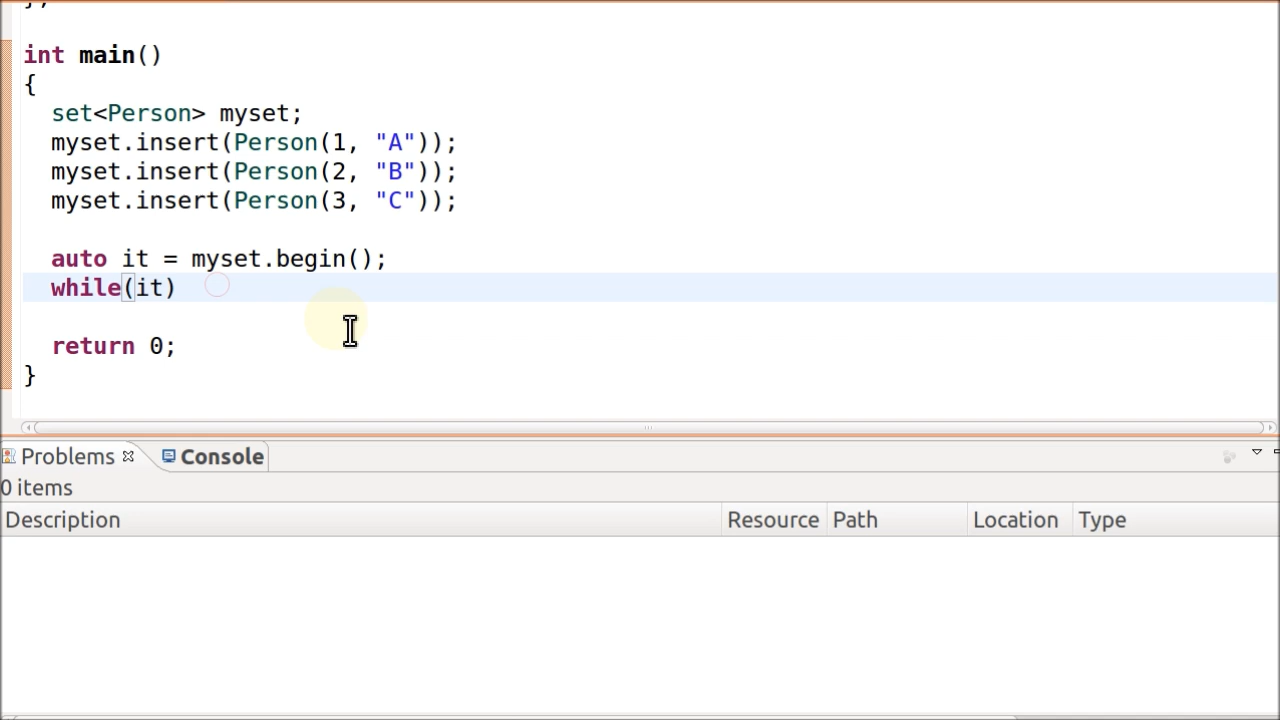 int main()
{
set<Person> myset;
myset.insert(Person(1, "A"));
myset.insert(Person(2, "B"));
myset.insert(Person(3, "C"));
auto it = myset.begin();
while(it)
return 0;
}
Problems Console
0 items
Description Resource Path Location Type